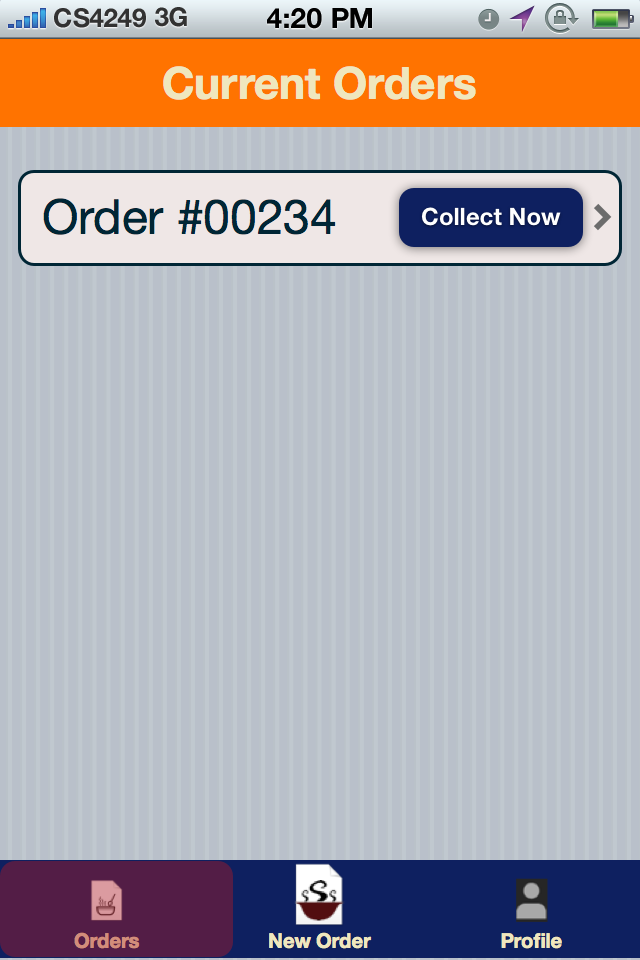 CS4249 3G 4:20 PM
Current Orders
Order #00234 Collect Now
Orders New Order Profile